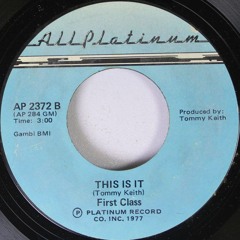 AllPlatinum
AP 2372 B
(AP 284 GM)
Time: 3:00
Gambi BMI
Produced by:
Tommy Keith
THIS IS IT
(Tommy Keith)
First Class
Ⓟ PLATINUM RECORD
CO. INC, 1977